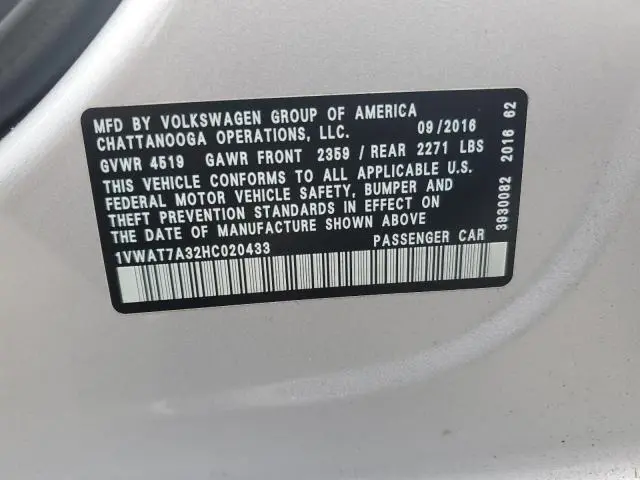 MFD BY VOLKSWAGEN GROUP OF AMERICA
CHATTANOOGA OPERATIONS, LLC. 09/2016
GVWR 4519 GAWR FRONT 2359 / REAR 2271 LBS
THIS VEHICLE CONFORMS TO ALL APPLICABLE U.S.
FEDERAL MOTOR VEHICLE SAFETY, BUMPER AND
THEFT PREVENTION STANDARDS IN EFFECT ON
THE DATE OF MANUFACTURE SHOWN ABOVE
1VWAT7A32HC020433 PASSENGER CAR
3930082 2016 62